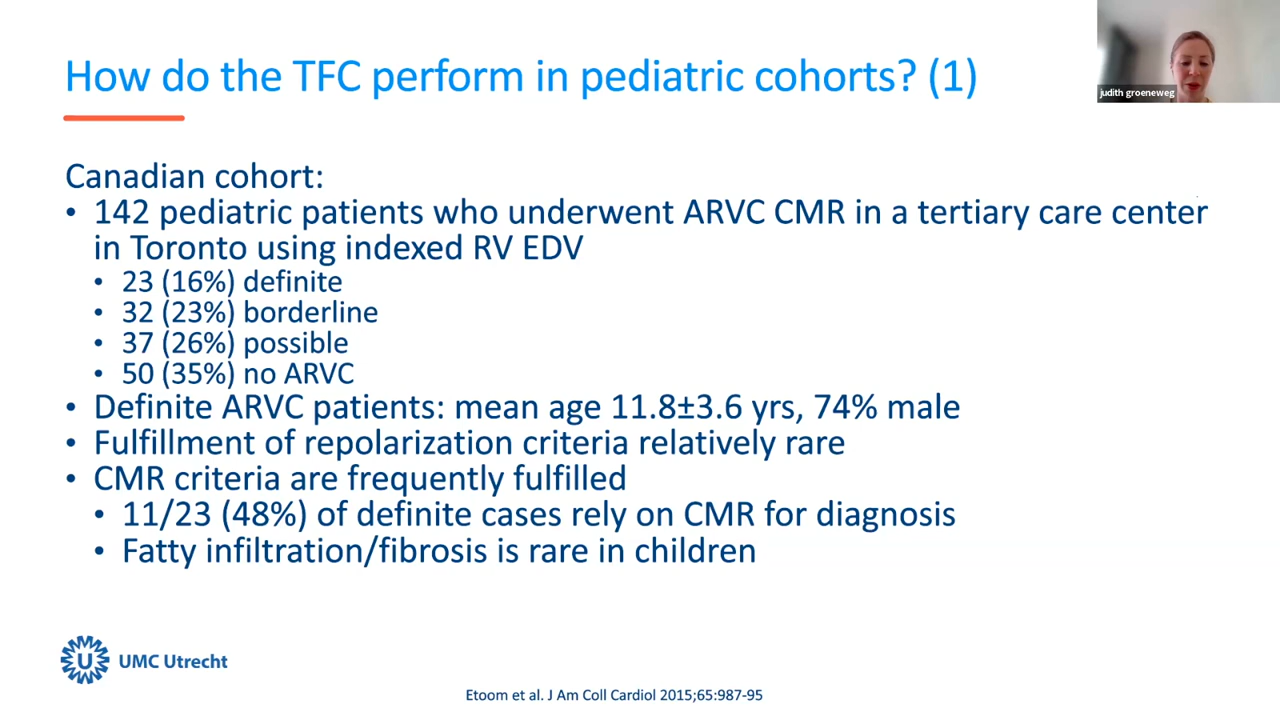 How do the TFC perform in pediatric cohorts? (1)
judith groeneweg
Canadian cohort:
• 142 pediatric patients who underwent ARVC CMR in a tertiary care center
in Toronto using indexed RV EDV
• 23 (16%) definite
• 32 (23%) borderline
• 37 (26%) possible
• 50 (35%) no ARVC
• Definite ARVC patients: mean age 11.8±3.6 yrs, 74% male
• Fulfillment of repolarization criteria relatively rare
• CMR criteria are frequently fulfilled
• 11/23 (48%) of definite cases rely on CMR for diagnosis
• Fatty infiltration/fibrosis is rare in children
U UMC Utrecht
Etoom et al. J Am Coll Cardiol 2015;65:987-95